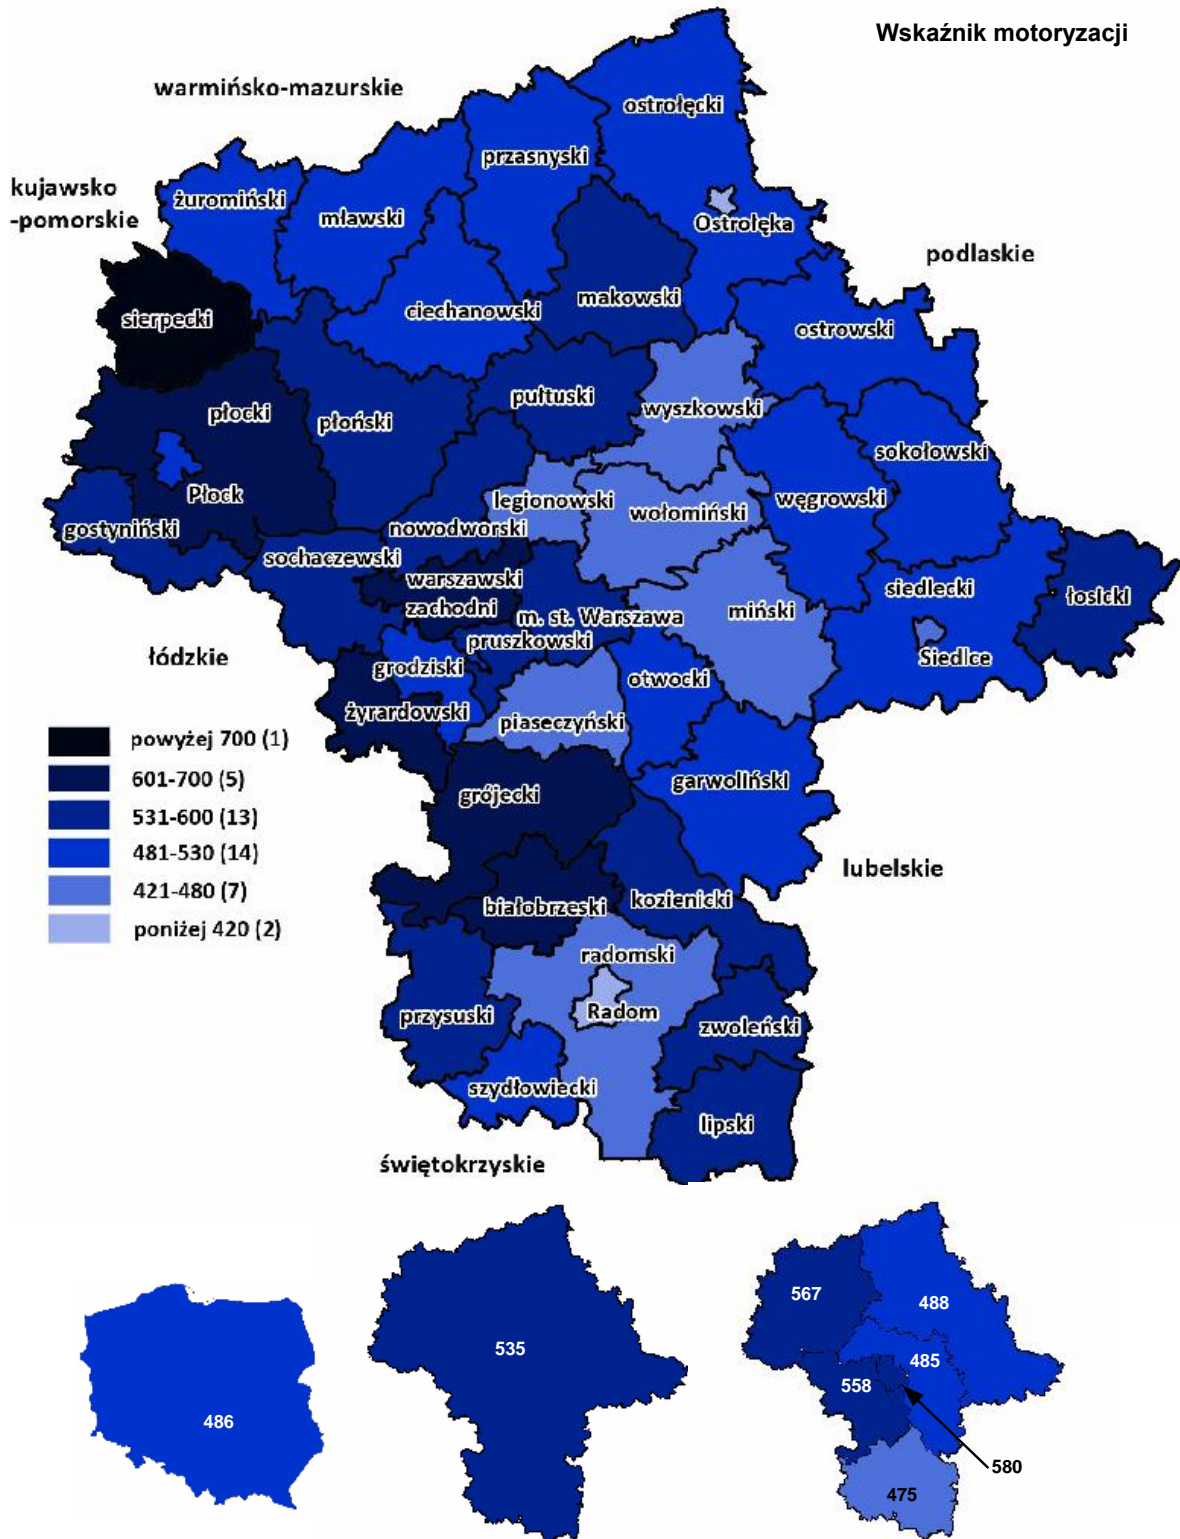 Wskaźnik motoryzacji
warmińsko-mazurskie
ostrołęcki
przasnyski
kujawsko
-pomorskie
żuromiński
mławski
Ostrołęka
podlaskie
sierpecki
ciechanowski
makowski
ostrowski
płocki
płoński
pułtuski
wyszkowski
sokołowski
Płock
legionowski
wołomiński
węgrowski
gostyniński
nowodworski
sochaczewski
warszawski
zachodni
siedlecki
łosicki
m. st. Warszawa
miński
pruszkowski
Siedlce
łódzkie
grodziski
otwocki
żyrardowski
piaseczyński
powyżej 700 (1)
601-700 (5)
531-600 (13)
481-530 (14)
421-480 (7)
poniżej 420 (2)
grójecki
garwoliński
lubelskie
białobrzeski
kozienicki
radomski
przysuski
Radom
zwoleński
szydłowiecki
lipski
świętokrzyskie
486
535
567
488
485
558
580
475